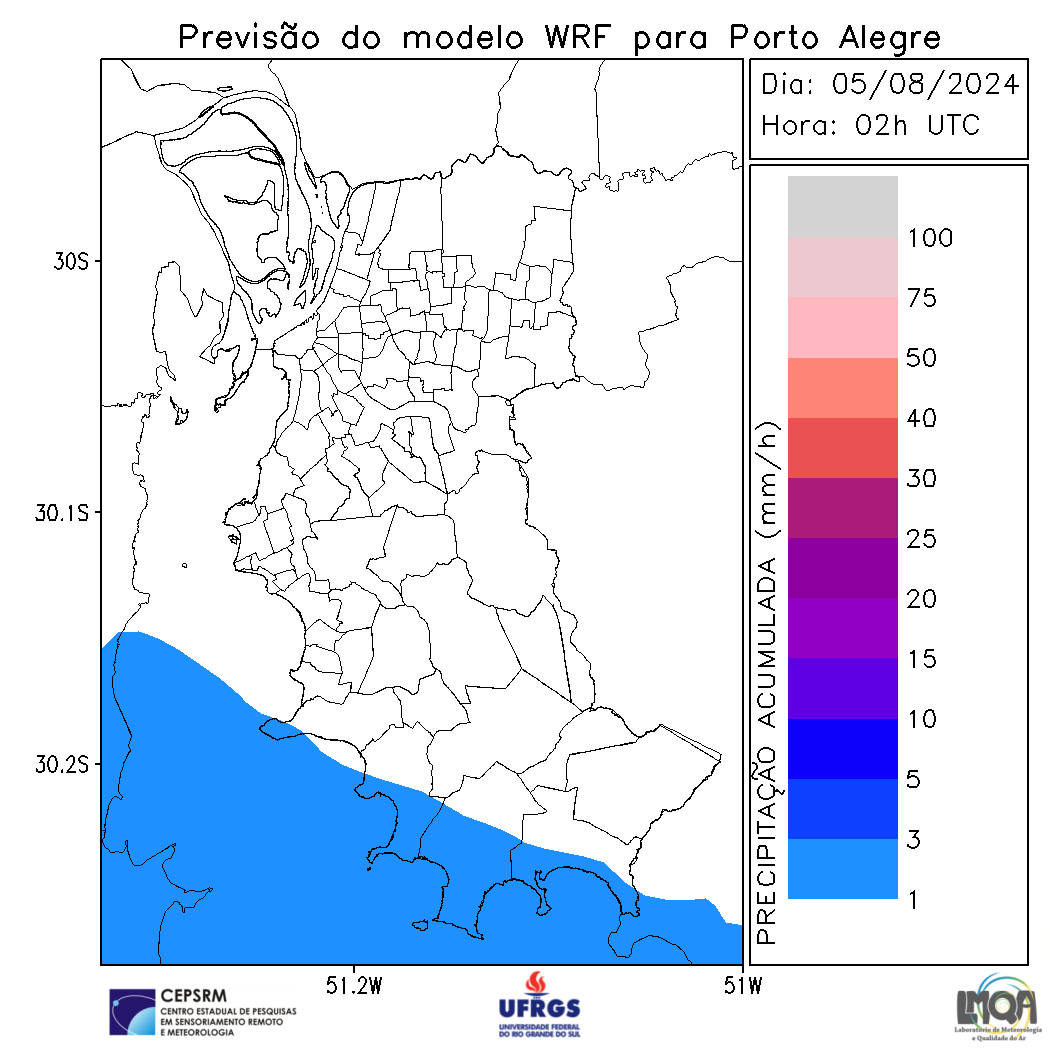 Previsão do modelo WRF para Porto Alegre
Dia: 05/08/2024
Hora: 02h UTC
30S
30.1S
30.2S
51.2W
51W
PRECIPITAÇÃO ACUMULADA (mm/h)
100
75
50
40
30
25
20
15
10
5
3
1
CEPSRM
CENTRO ESTADUAL DE PESQUISAS
EM SENSORIAMENTO REMOTO
E METEOROLOGIA
UFRGS
UNIVERSIDADE FEDERAL
DO RIO GRANDE DO SUL
LMQA
Laboratório de Meteorologia
e Qualidade do Ar